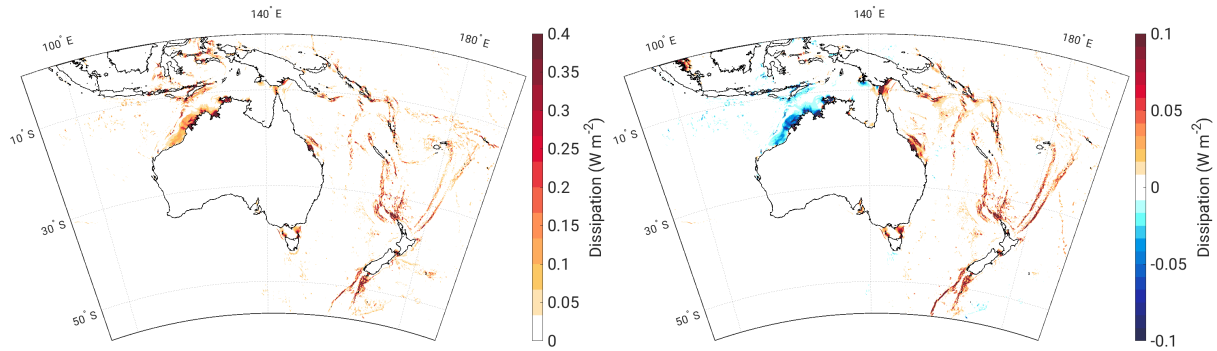 140° E
100° E
180° E
10° S
30° S
50° S
0.4
0.35
0.3
0.25
0.2
0.15
0.1
0.05
0
Dissipation (W m⁻²)
140° E
100° E
180° E
10° S
30° S
50° S
0.1
0.05
0
-0.05
-0.1
Dissipation (W m⁻²)